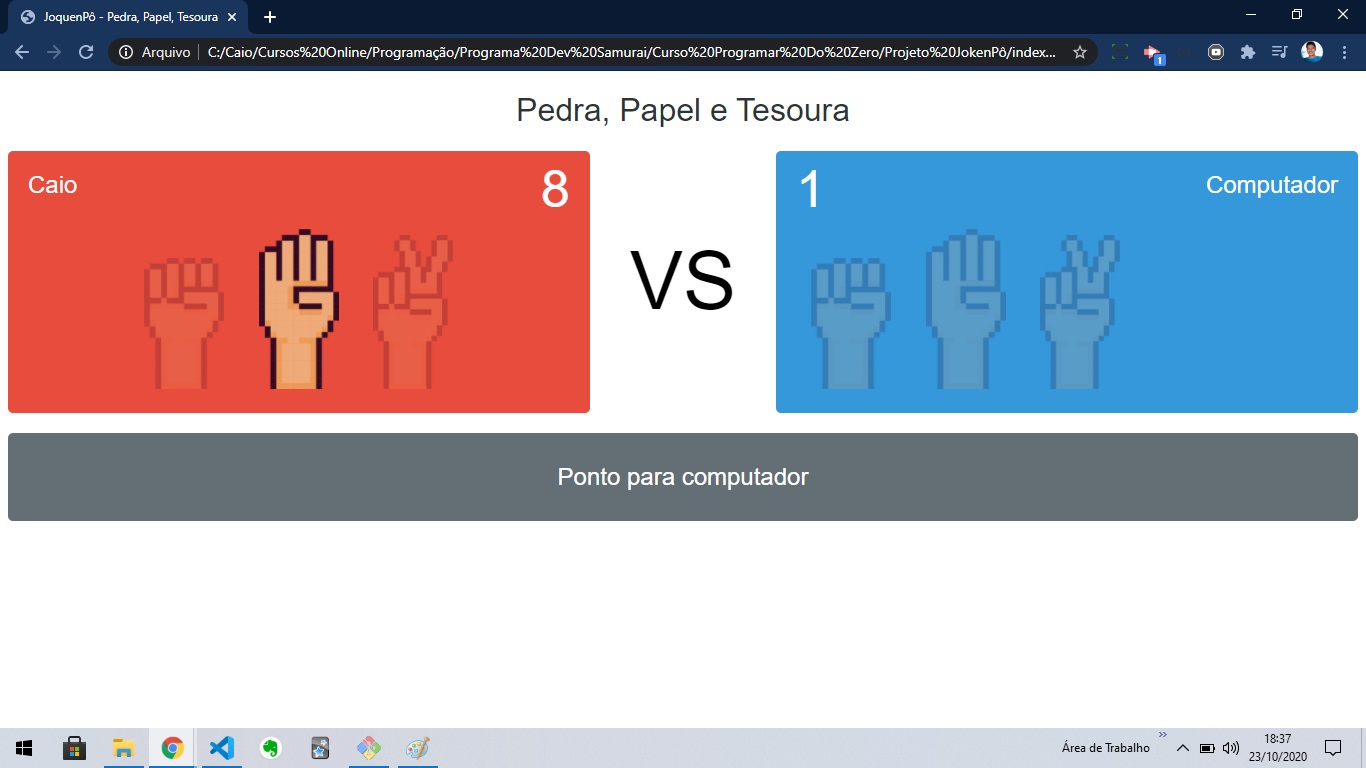 JoquenPô - Pedra, Papel, Tesoura
Arquivo C:/Caio/Cursos%20Online/Programação/Programa%20Dev%20Samurai/Curso%20Programar%20Do%20Zero/Projeto%20JokenPô/index...
1
Pedra, Papel e Tesoura
Caio 8
VS
1 Computador
Ponto para computador
Área de Trabalho
18:37
23/10/2020